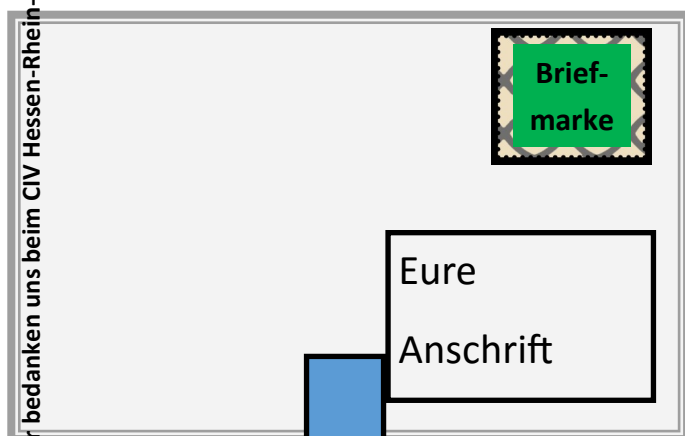 bedanken uns beim CIV Hessen-Rhein-
Brief-
marke
Eure
Anschrift